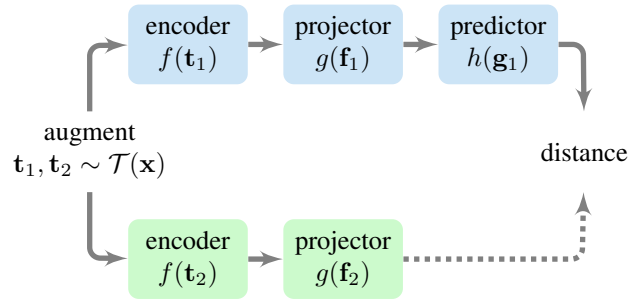 encoder
f(𝐭₁)
projector
g(𝐟₁)
predictor
h(𝐠₁)
augment
𝐭₁, 𝐭₂ ∼ 𝒯(𝐱)
distance
encoder
f(𝐭₂)
projector
g(𝐟₂)